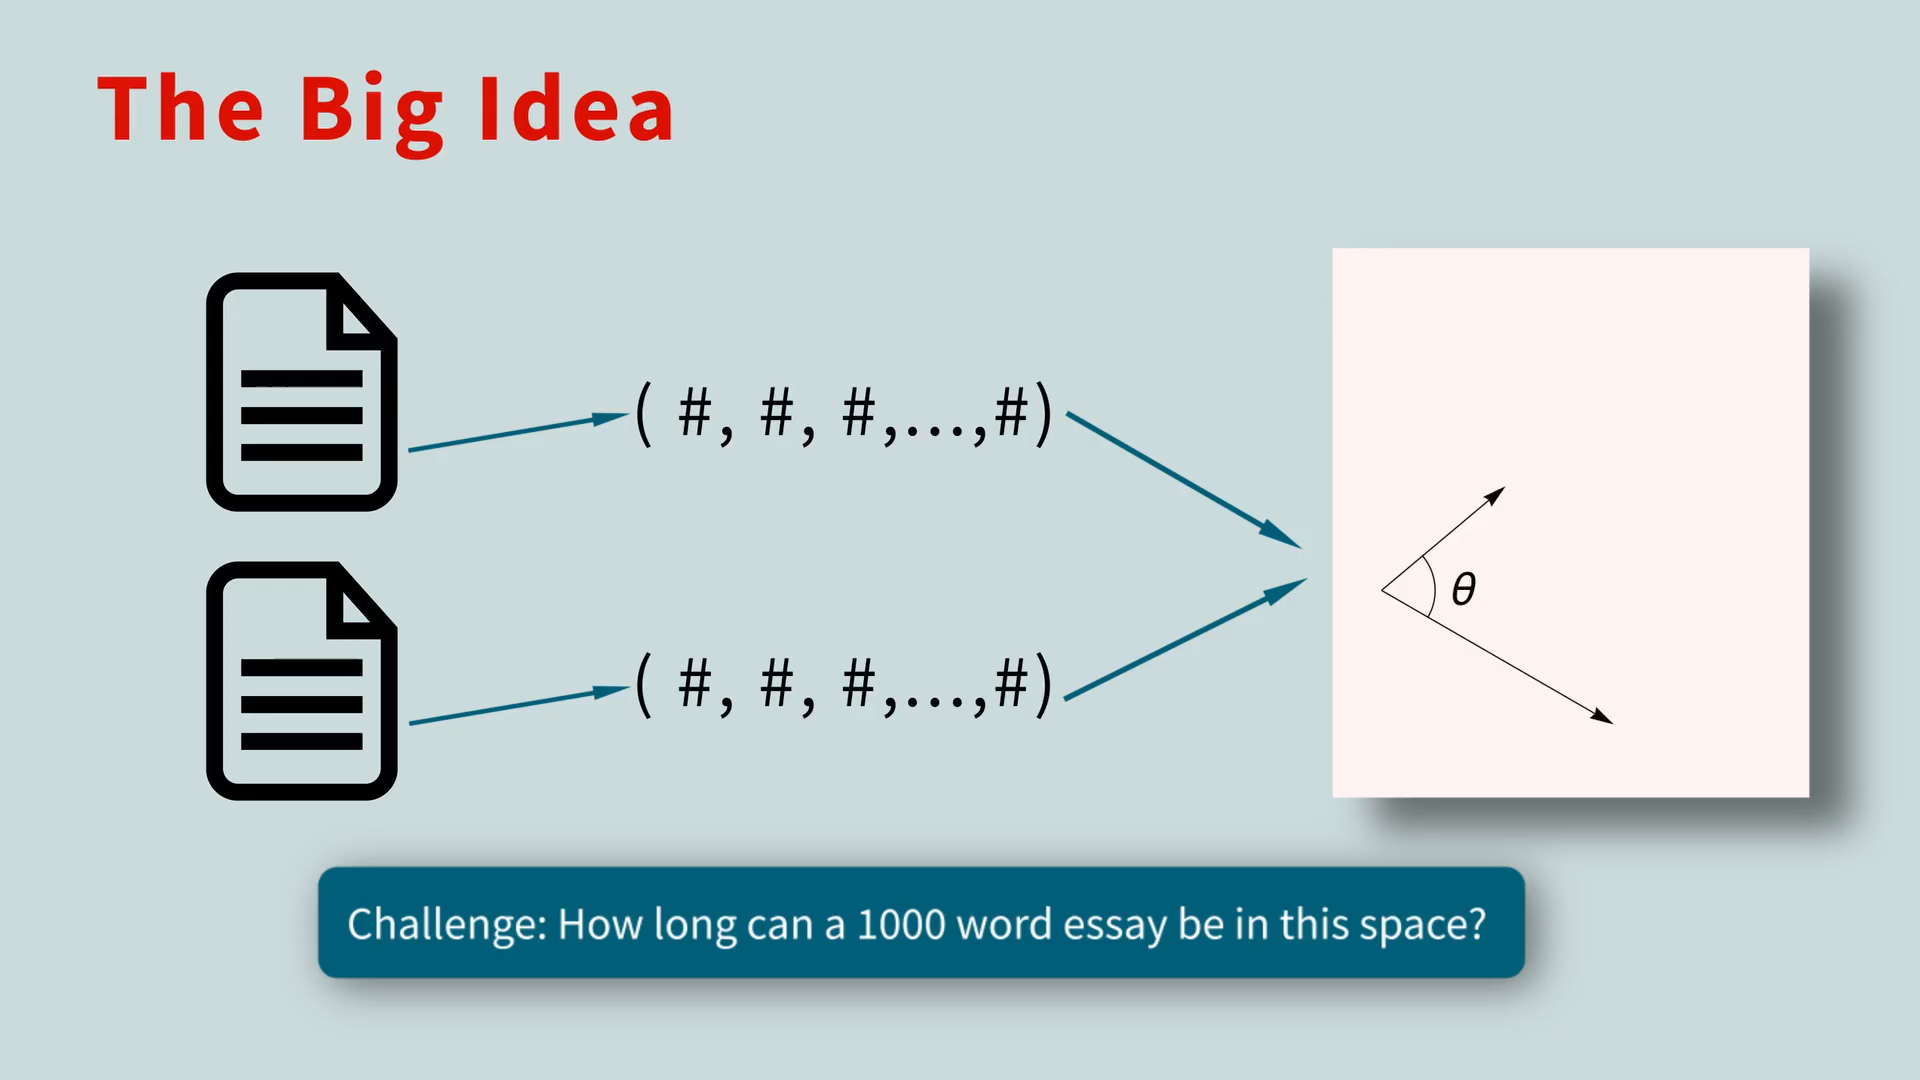 The Big Idea
( #, #, #,...,#)
θ
( #, #, #,...,#)
Challenge: How long can a 1000 word essay be in this space?